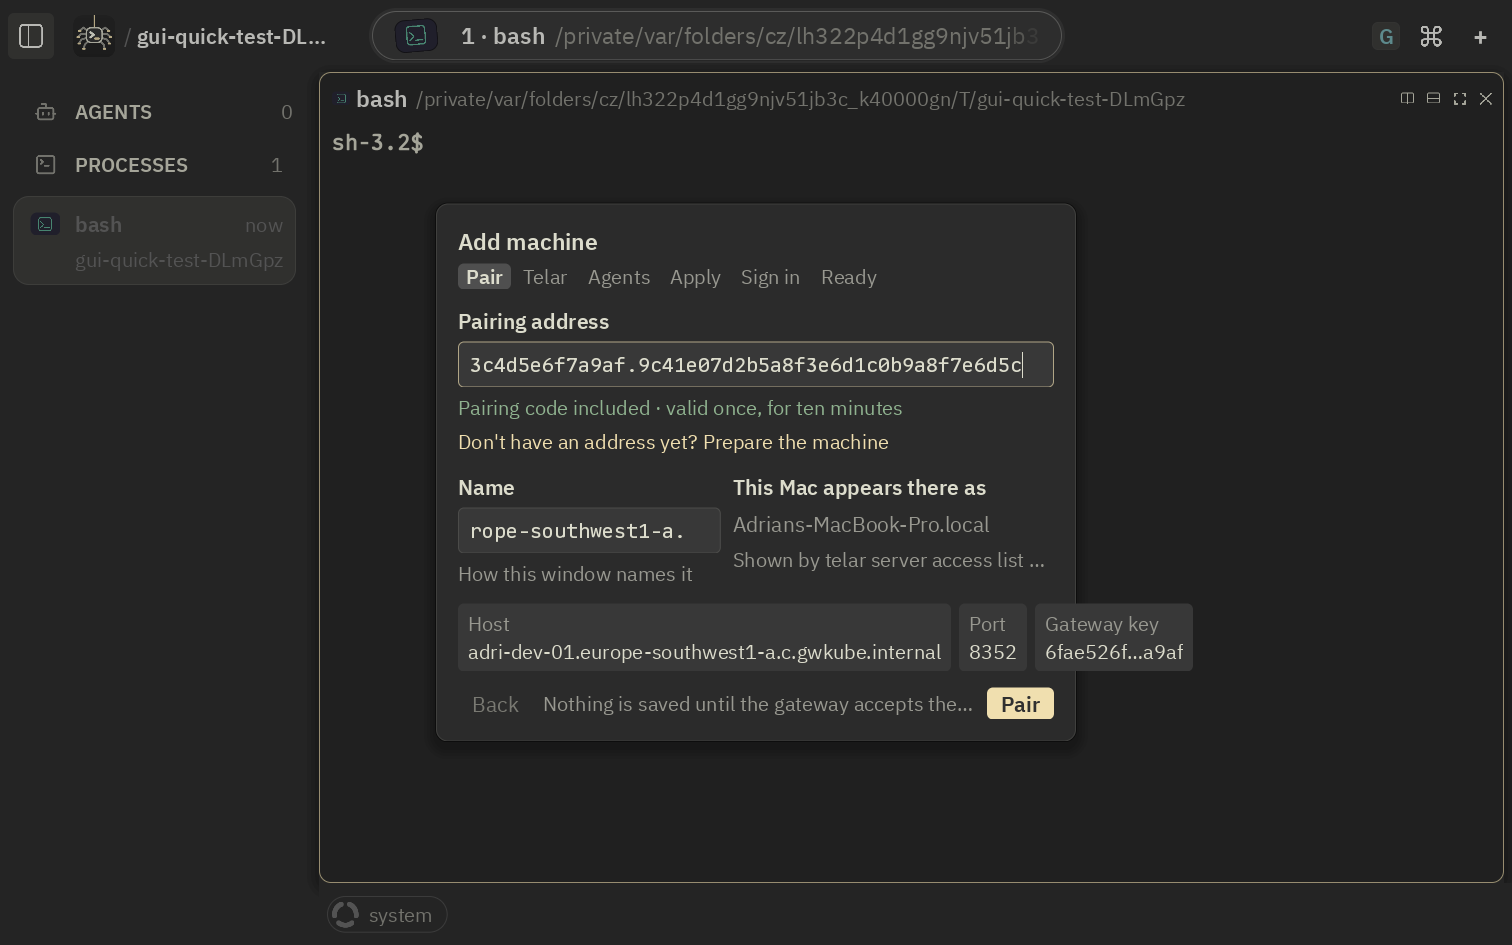 / gui-quick-test-DL...
1 · bash /private/var/folders/cz/lh322p4d1gg9njv51jb3
G ⌘ +
AGENTS 0
PROCESSES 1
bash now
gui-quick-test-DLmGpz
bash /private/var/folders/cz/lh322p4d1gg9njv51jb3c_k40000gn/T/gui-quick-test-DLmGpz
sh-3.2$
Add machine
Pair Telar Agents Apply Sign in Ready
Pairing address
3c4d5e6f7a9af.9c41e07d2b5a8f3e6d1c0b9a8f7e6d5c
Pairing code included · valid once, for ten minutes
Don't have an address yet? Prepare the machine
Name
rope-southwest1-a.
How this window names it
This Mac appears there as
Adrians-MacBook-Pro.local
Shown by telar server access list ...
Host
adri-dev-01.europe-southwest1-a.c.gwkube.internal
Port
8352
Gateway key
6fae526f...a9af
Back Nothing is saved until the gateway accepts the... Pair
system